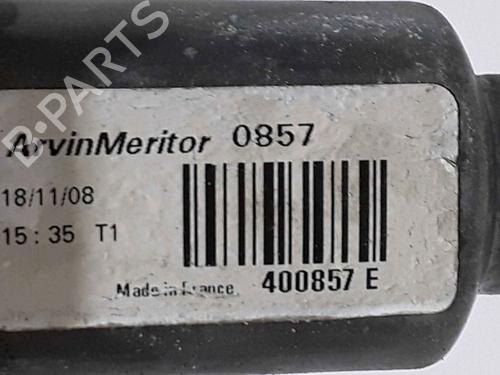 ArvinMeritor 0857
18/11/08
15:35 T1
Made in France 400857 E
B-PARTS